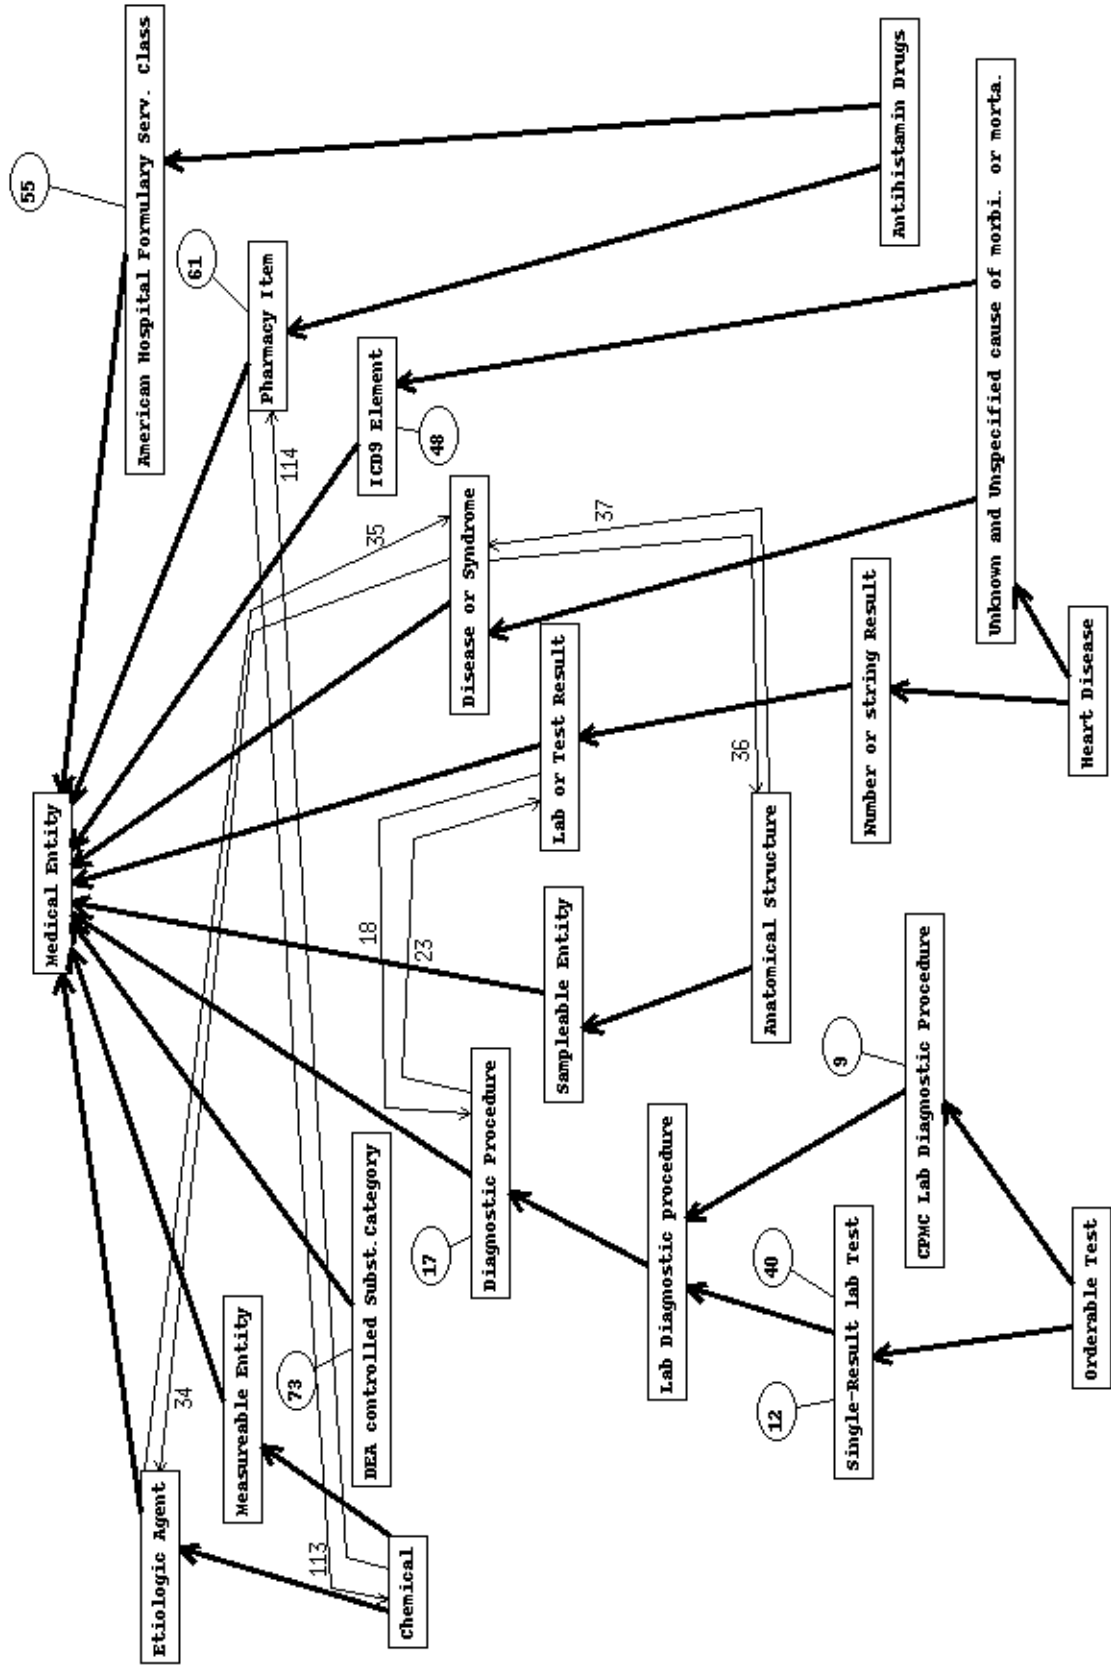 Medical Entity
55
American Hospital Formulary Serv. Class
61
Pharmacy Item
114
ICD9 Element
48
35
Disease or Syndrome
37
Lab or Test Result
18
23
36
Etiologic Agent
34
Measureable Entity
73
DEA controlled Subst.Category
113
Chemical
17
Diagnostic Procedure
Sampleable Entity
Anatomical Structure
Lab Diagnostic procedure
9
CPMC Lab Diagnostic Procedure
40
12
Single-Result lab Test
Orderable Test
Number or string Result
Antihistamin Drugs
Unknown and Unspecified cause of morbi. or morta.
Heart Disease